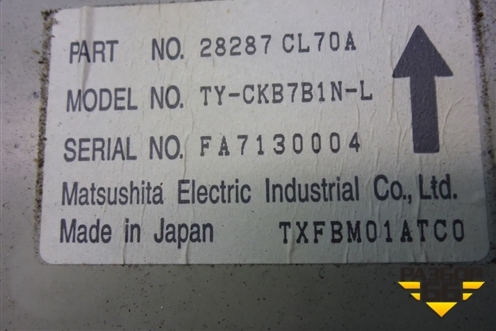 PART NO. 28287 CL70A
MODEL NO. TY-CKB7B1N-L
SERIAL NO. FA7130004
Matsushita Electric Industrial Co., Ltd.
Made in Japan TXFBM01ATC0
РАЗБОР